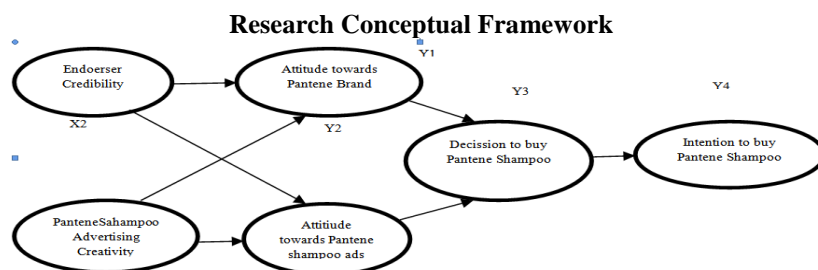 Research Conceptual Framework
Y1
Endoerser
Credibility
Attitude towards
Pantene Brand
Y3
Y4
X2
Y2
Decission to buy
Pantene Shampoo
Intention to buy
Pantene Shampoo
PanteneSahampoo
Advertising
Creativity
Attitiude
towards Pantene
shampoo ads